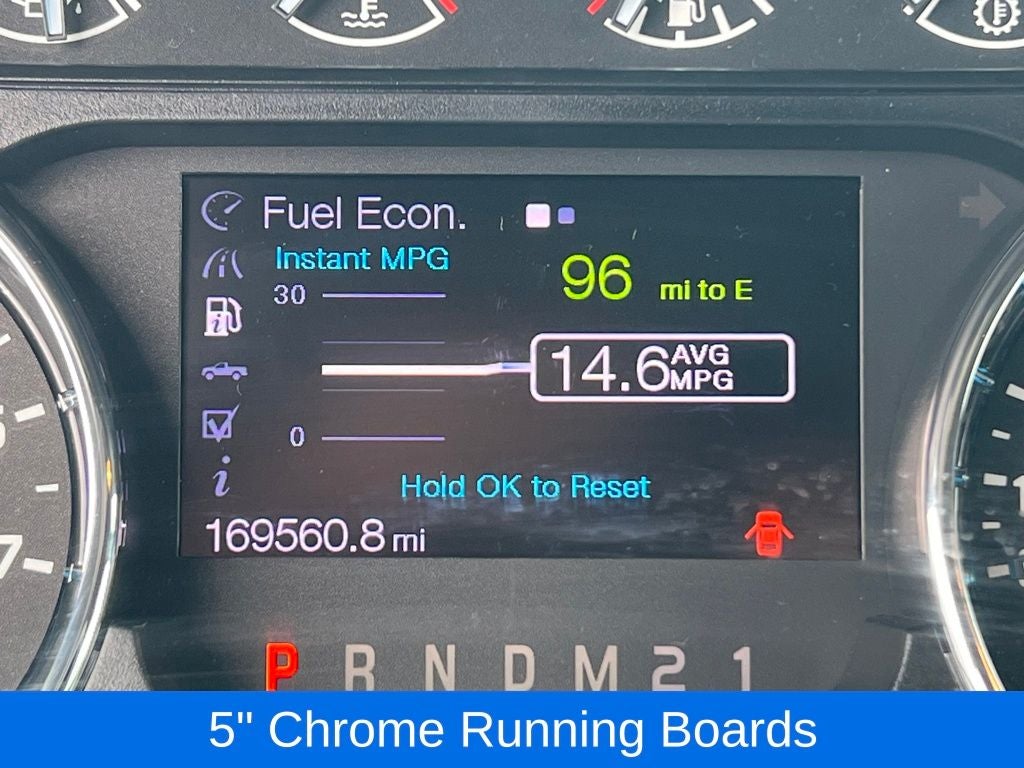 Fuel Econ.
Instant MPG
30
96 mi to E
14.6 AVG MPG
0
Hold OK to Reset
169560.8 mi
P R N D M 2 1
5" Chrome Running Boards